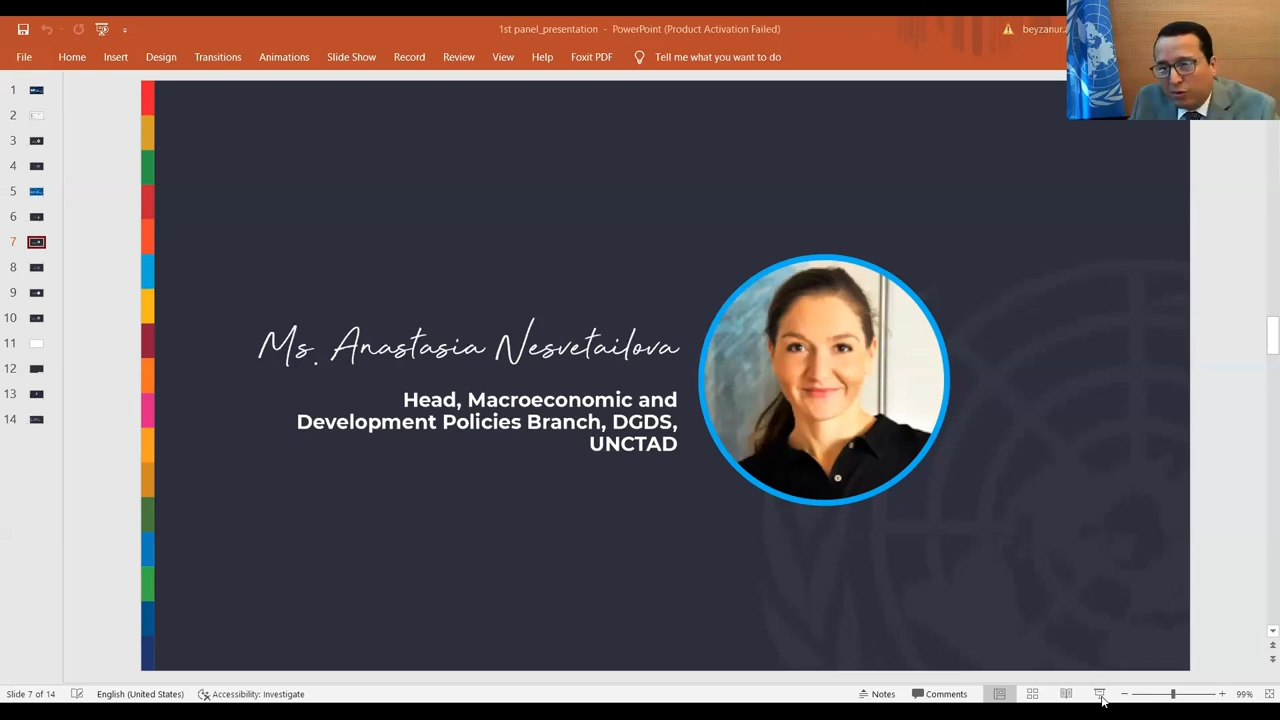 1st panel_presentation - PowerPoint (Product Activation Failed)
beyzanur.
File Home Insert Design Transitions Animations Slide Show Record Review View Help Foxit PDF Tell me what you want to do
1
2
3
4
5
6
7
8
9
10
11
12
13
14
Ms. Anastasia Nesvetailova
Head, Macroeconomic and
Development Policies Branch, DGDS,
UNCTAD
Slide 7 of 14 English (United States) Accessibility: Investigate Notes Comments 99%